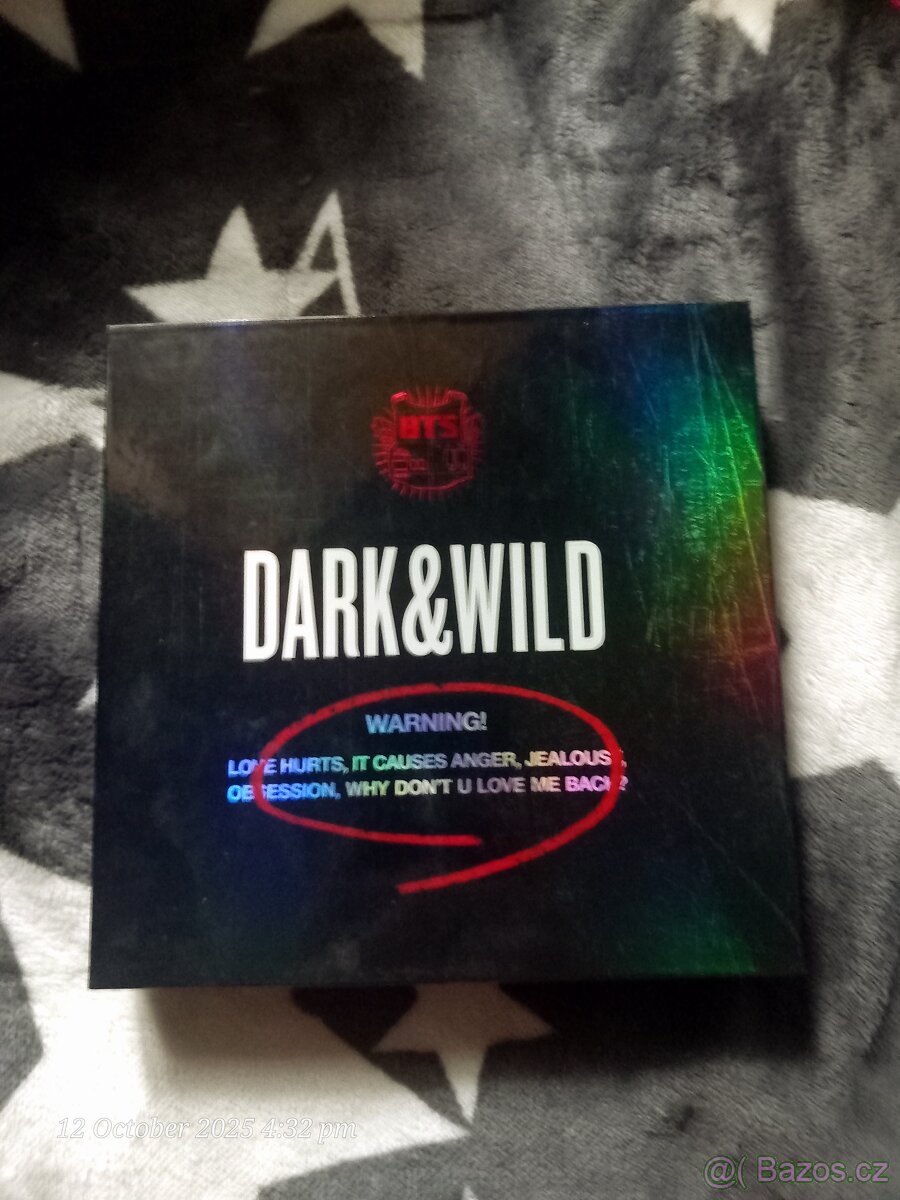 BTS
DARK&WILD
WARNING!
LOVE HURTS, IT CAUSES ANGER, JEALOUSY,
OBSESSION, WHY DON'T U LOVE ME BACK?
12 October 2025 4:32 pm
@( Bazos.cz